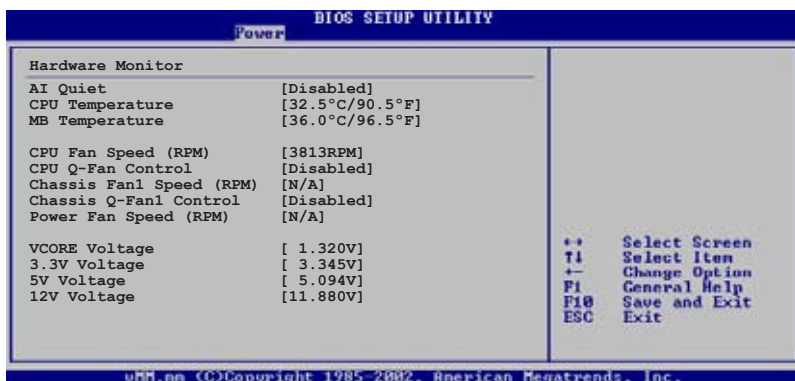 BIOS SETUP UTILITY
Power
Hardware Monitor
AI Quiet [Disabled]
CPU Temperature [32.5°C/90.5°F]
MB Temperature [36.0°C/96.5°F]
CPU Fan Speed (RPM) [3813RPM]
CPU Q-Fan Control [Disabled]
Chassis Fan1 Speed (RPM) [N/A]
Chassis Q-Fan1 Control [Disabled]
Power Fan Speed (RPM) [N/A]
VCORE Voltage [ 1.320V]
3.3V Voltage [ 3.345V]
5V Voltage [ 5.094V]
12V Voltage [11.880V]
←→ Select Screen
↑↓ Select Item
+- Change Option
F1 General Help
F10 Save and Exit
ESC Exit
vMM.mm (C)Copyright 1985-2002, American Megatrends, Inc.